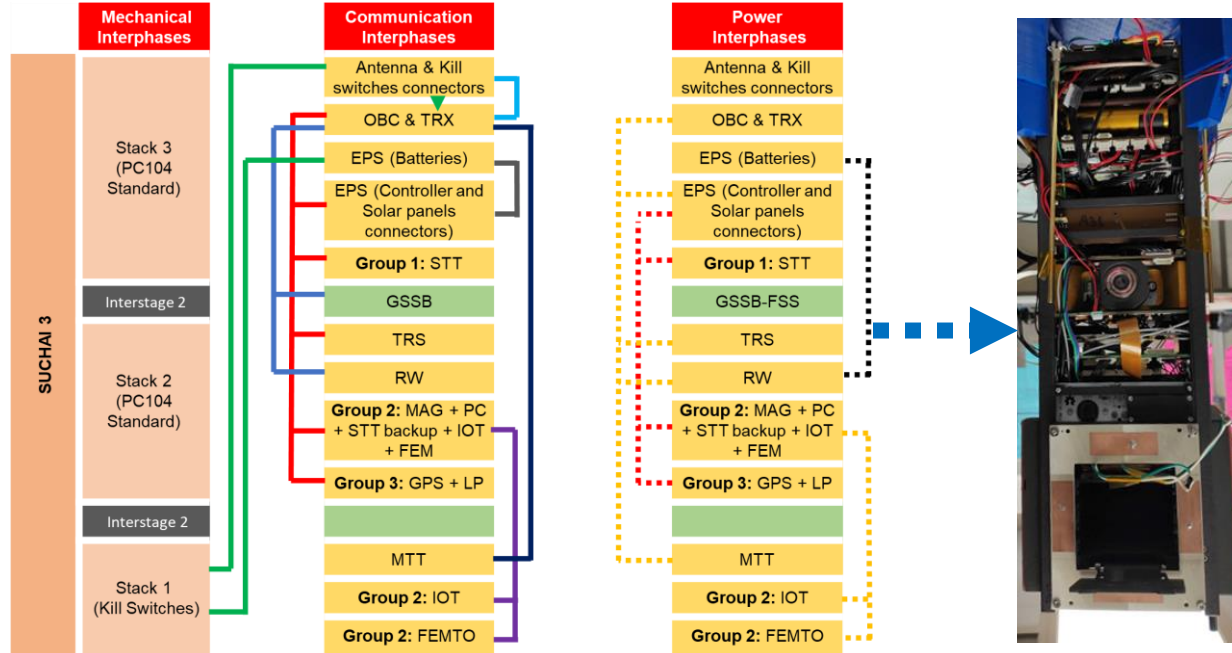 Mechanical
Interphases
Communication
Interphases
Power
Interphases
SUCHAI 3
Stack 3
(PC104
Standard)
Interstage 2
Stack 2
(PC104
Standard)
Interstage 2
Stack 1
(Kill Switches)
Antenna & Kill
switches connectors
OBC & TRX
EPS (Batteries)
EPS (Controller and
Solar panels
connectors)
Group 1: STT
GSSB
TRS
RW
Group 2: MAG + PC
+ STT backup + IOT
+ FEM
Group 3: GPS + LP
MTT
Group 2: IOT
Group 2: FEMTO
Antenna & Kill
switches connectors
OBC & TRX
EPS (Batteries)
EPS (Controller and
Solar panels
connectors)
Group 1: STT
GSSB-FSS
TRS
RW
Group 2: MAG + PC
+ STT backup + IOT
+ FEM
Group 3: GPS + LP
MTT
Group 2: IOT
Group 2: FEMTO